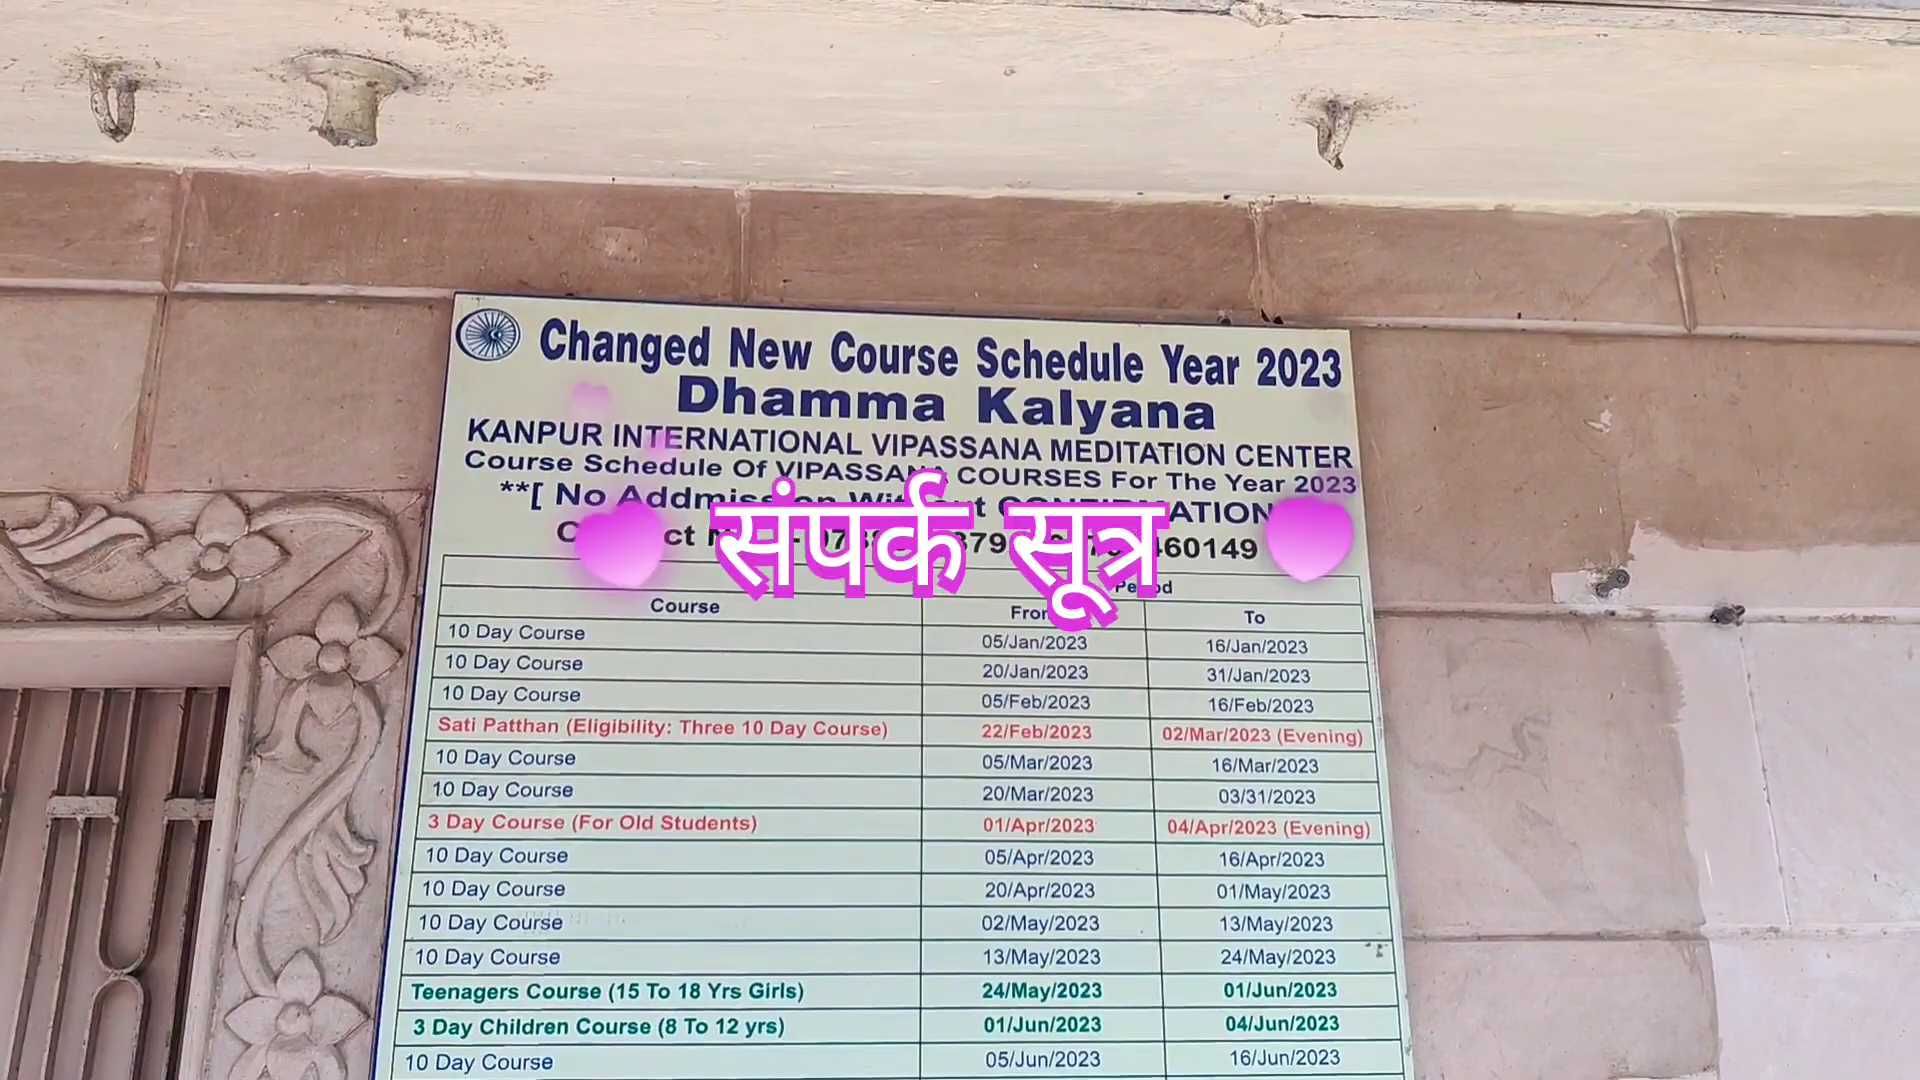 Changed New Course Schedule Year 2023
Dhamma Kalyana
KANPUR INTERNATIONAL VIPASSANA MEDITATION CENTER
Course Schedule Of VIPASSANA COURSES For The Year 2023
**[ No Addmission Without
संपर्क सूत्र
Period
Course From To
10 Day Course 05/Jan/2023 16/Jan/2023
10 Day Course 20/Jan/2023 31/Jan/2023
10 Day Course 05/Feb/2023 16/Feb/2023
Sati Patthan (Eligibility: Three 10 Day Course) 22/Feb/2023 02/Mar/2023 (Evening)
10 Day Course 05/Mar/2023 16/Mar/2023
10 Day Course 20/Mar/2023 03/31/2023
3 Day Course (For Old Students) 01/Apr/2023 04/Apr/2023 (Evening)
10 Day Course 05/Apr/2023 16/Apr/2023
10 Day Course 20/Apr/2023 01/May/2023
10 Day Course 02/May/2023 13/May/2023
10 Day Course 13/May/2023 24/May/2023
Teenagers Course (15 To 18 Yrs Girls) 24/May/2023 01/Jun/2023
3 Day Children Course (8 To 12 yrs) 01/Jun/2023 04/Jun/2023
10 Day Course 05/Jun/2023 16/Jun/2023